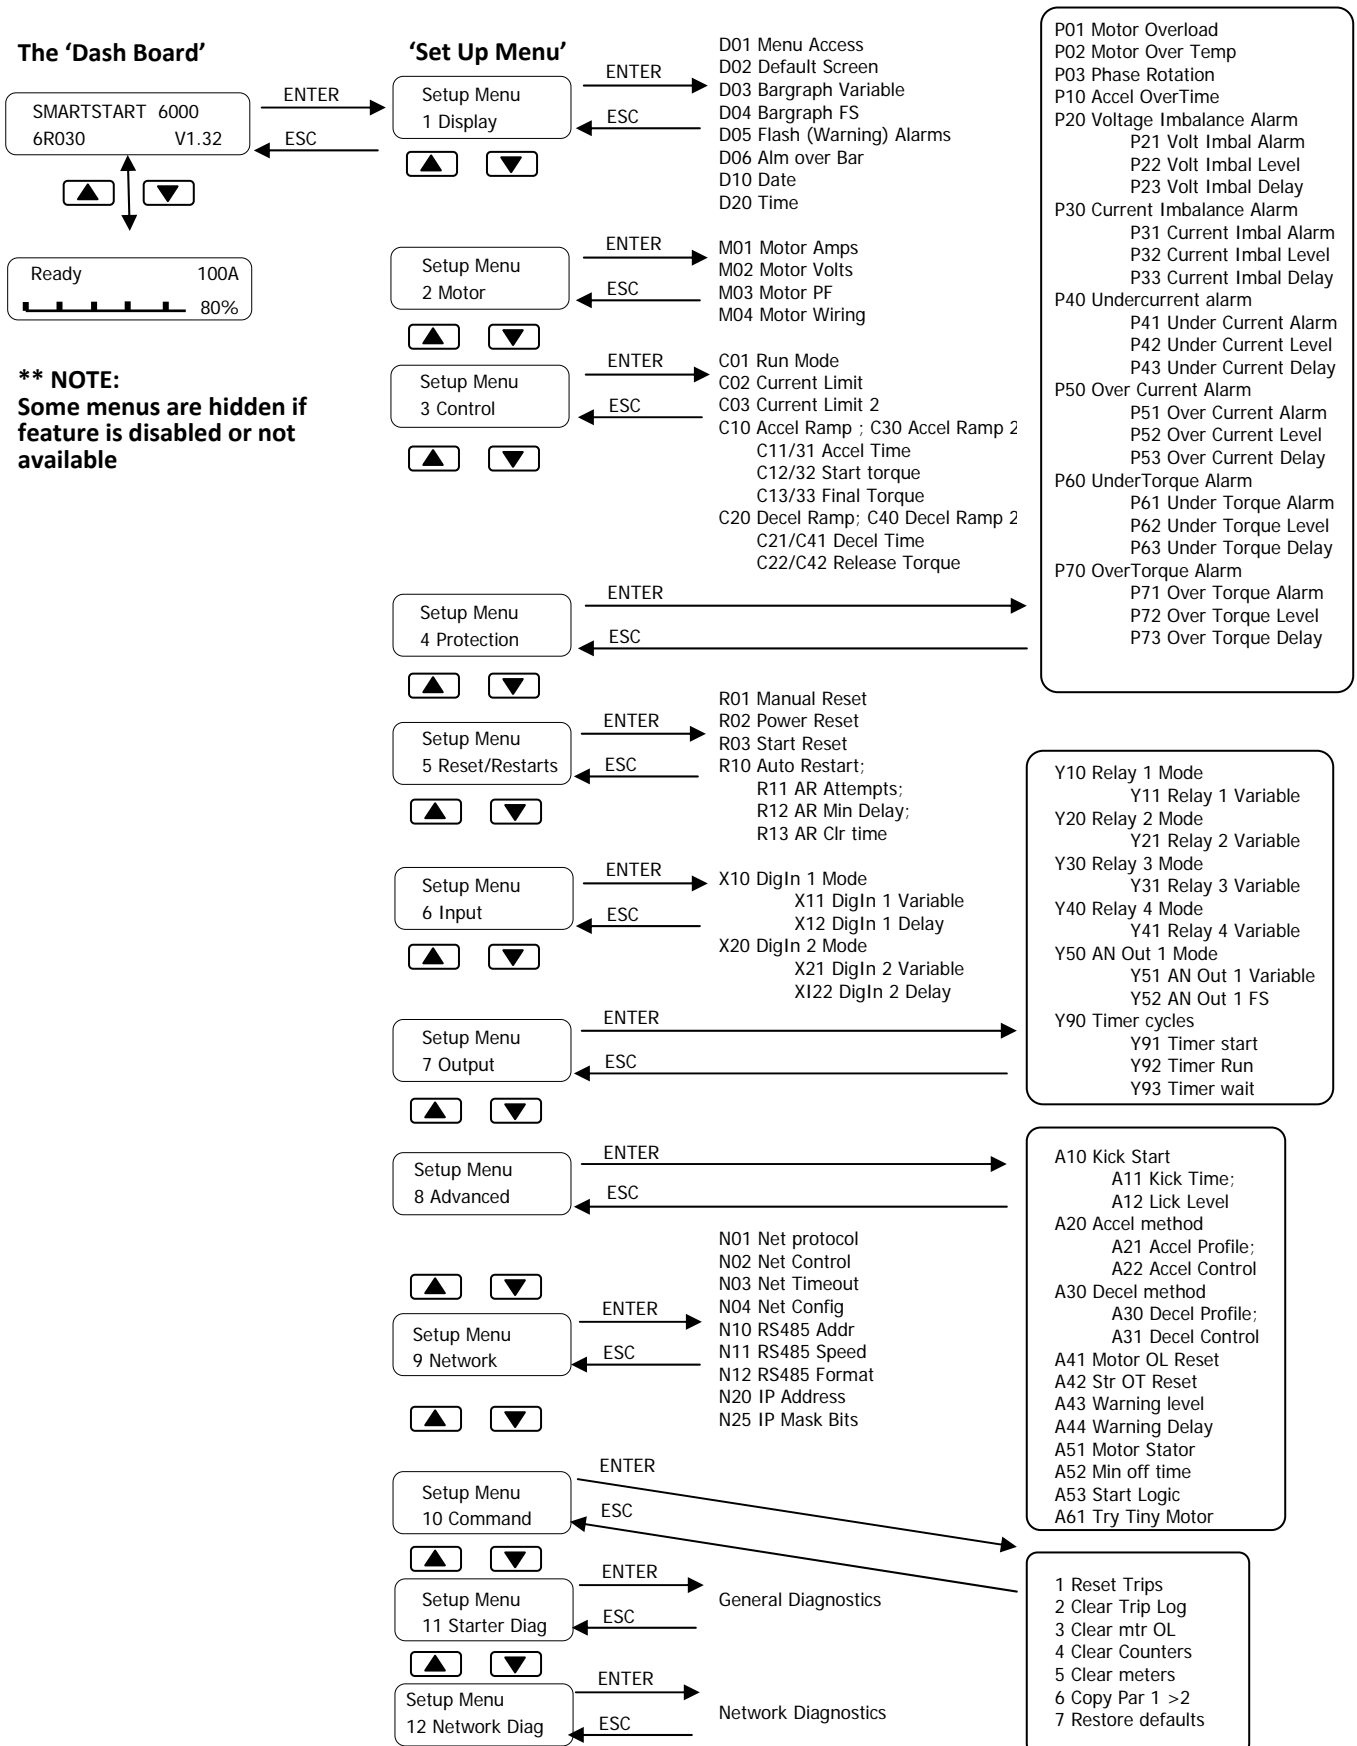 The ‘Dash Board’
SMARTSTART 6000
6R030 V1.32
ENTER
ESC
Ready 100A
80%
** NOTE:
Some menus are hidden if
feature is disabled or not
available
‘Set Up Menu’
Setup Menu
1 Display
ENTER
ESC
D01 Menu Access
D02 Default Screen
D03 Bargraph Variable
D04 Bargraph FS
D05 Flash (Warning) Alarms
D06 Alm over Bar
D10 Date
D20 Time
Setup Menu
2 Motor
ENTER
ESC
M01 Motor Amps
M02 Motor Volts
M03 Motor PF
M04 Motor Wiring
Setup Menu
3 Control
ENTER
ESC
C01 Run Mode
C02 Current Limit
C03 Current Limit 2
C10 Accel Ramp ; C30 Accel Ramp 2
C11/31 Accel Time
C12/32 Start torque
C13/33 Final Torque
C20 Decel Ramp; C40 Decel Ramp 2
C21/C41 Decel Time
C22/C42 Release Torque
Setup Menu
4 Protection
ENTER
ESC
P01 Motor Overload
P02 Motor Over Temp
P03 Phase Rotation
P10 Accel OverTime
P20 Voltage Imbalance Alarm
P21 Volt Imbal Alarm
P22 Volt Imbal Level
P23 Volt Imbal Delay
P30 Current Imbalance Alarm
P31 Current Imbal Alarm
P32 Current Imbal Level
P33 Current Imbal Delay
P40 Undercurrent alarm
P41 Under Current Alarm
P42 Under Current Level
P43 Under Current Delay
P50 Over Current Alarm
P51 Over Current Alarm
P52 Over Current Level
P53 Over Current Delay
P60 UnderTorque Alarm
P61 Under Torque Alarm
P62 Under Torque Level
P63 Under Torque Delay
P70 OverTorque Alarm
P71 Over Torque Alarm
P72 Over Torque Level
P73 Over Torque Delay
Setup Menu
5 Reset/Restarts
ENTER
ESC
R01 Manual Reset
R02 Power Reset
R03 Start Reset
R10 Auto Restart;
R11 AR Attempts;
R12 AR Min Delay;
R13 AR Clr time
Setup Menu
6 Input
ENTER
ESC
X10 DigIn 1 Mode
X11 DigIn 1 Variable
X12 DigIn 1 Delay
X20 DigIn 2 Mode
X21 DigIn 2 Variable
XI22 DigIn 2 Delay
Setup Menu
7 Output
ENTER
ESC
Y10 Relay 1 Mode
Y11 Relay 1 Variable
Y20 Relay 2 Mode
Y21 Relay 2 Variable
Y30 Relay 3 Mode
Y31 Relay 3 Variable
Y40 Relay 4 Mode
Y41 Relay 4 Variable
Y50 AN Out 1 Mode
Y51 AN Out 1 Variable
Y52 AN Out 1 FS
Y90 Timer cycles
Y91 Timer start
Y92 Timer Run
Y93 Timer wait
Setup Menu
8 Advanced
ENTER
ESC
A10 Kick Start
A11 Kick Time;
A12 Lick Level
A20 Accel method
A21 Accel Profile;
A22 Accel Control
A30 Decel method
A30 Decel Profile;
A31 Decel Control
A41 Motor OL Reset
A42 Str OT Reset
A43 Warning level
A44 Warning Delay
A51 Motor Stator
A52 Min off time
A53 Start Logic
A61 Try Tiny Motor
Setup Menu
9 Network
ENTER
ESC
N01 Net protocol
N02 Net Control
N03 Net Timeout
N04 Net Config
N10 RS485 Addr
N11 RS485 Speed
N12 RS485 Format
N20 IP Address
N25 IP Mask Bits
Setup Menu
10 Command
ENTER
ESC
1 Reset Trips
2 Clear Trip Log
3 Clear mtr OL
4 Clear Counters
5 Clear meters
6 Copy Par 1 >2
7 Restore defaults
Setup Menu
11 Starter Diag
ENTER
ESC
General Diagnostics
Setup Menu
12 Network Diag
ENTER
ESC
Network Diagnostics